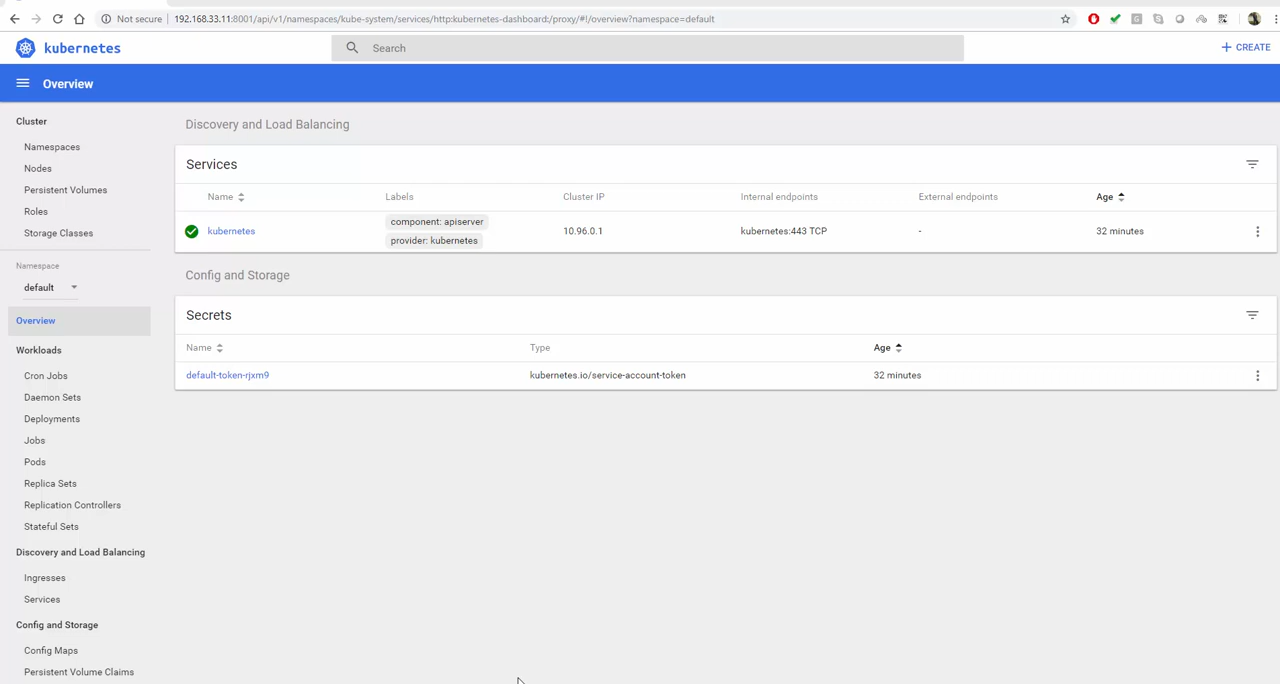 Not secure
192.168.33.11:8001/api/v1/namespaces/kube-system/services/http:kubernetes-dashboard:/proxy/#!/overview?namespace=default
kubernetes
Search
+ CREATE
Overview
Cluster
Namespaces
Nodes
Persistent Volumes
Roles
Storage Classes
Namespace
default
Overview
Workloads
Cron Jobs
Daemon Sets
Deployments
Jobs
Pods
Replica Sets
Replication Controllers
Stateful Sets
Discovery and Load Balancing
Ingresses
Services
Config and Storage
Config Maps
Persistent Volume Claims
Discovery and Load Balancing
Services
Name Labels Cluster IP Internal endpoints External endpoints Age
kubernetes component: apiserver 10.96.0.1 kubernetes:443 TCP - 32 minutes
provider: kubernetes
Config and Storage
Secrets
Name Type Age
default-token-rjxm9 kubernetes.io/service-account-token 32 minutes